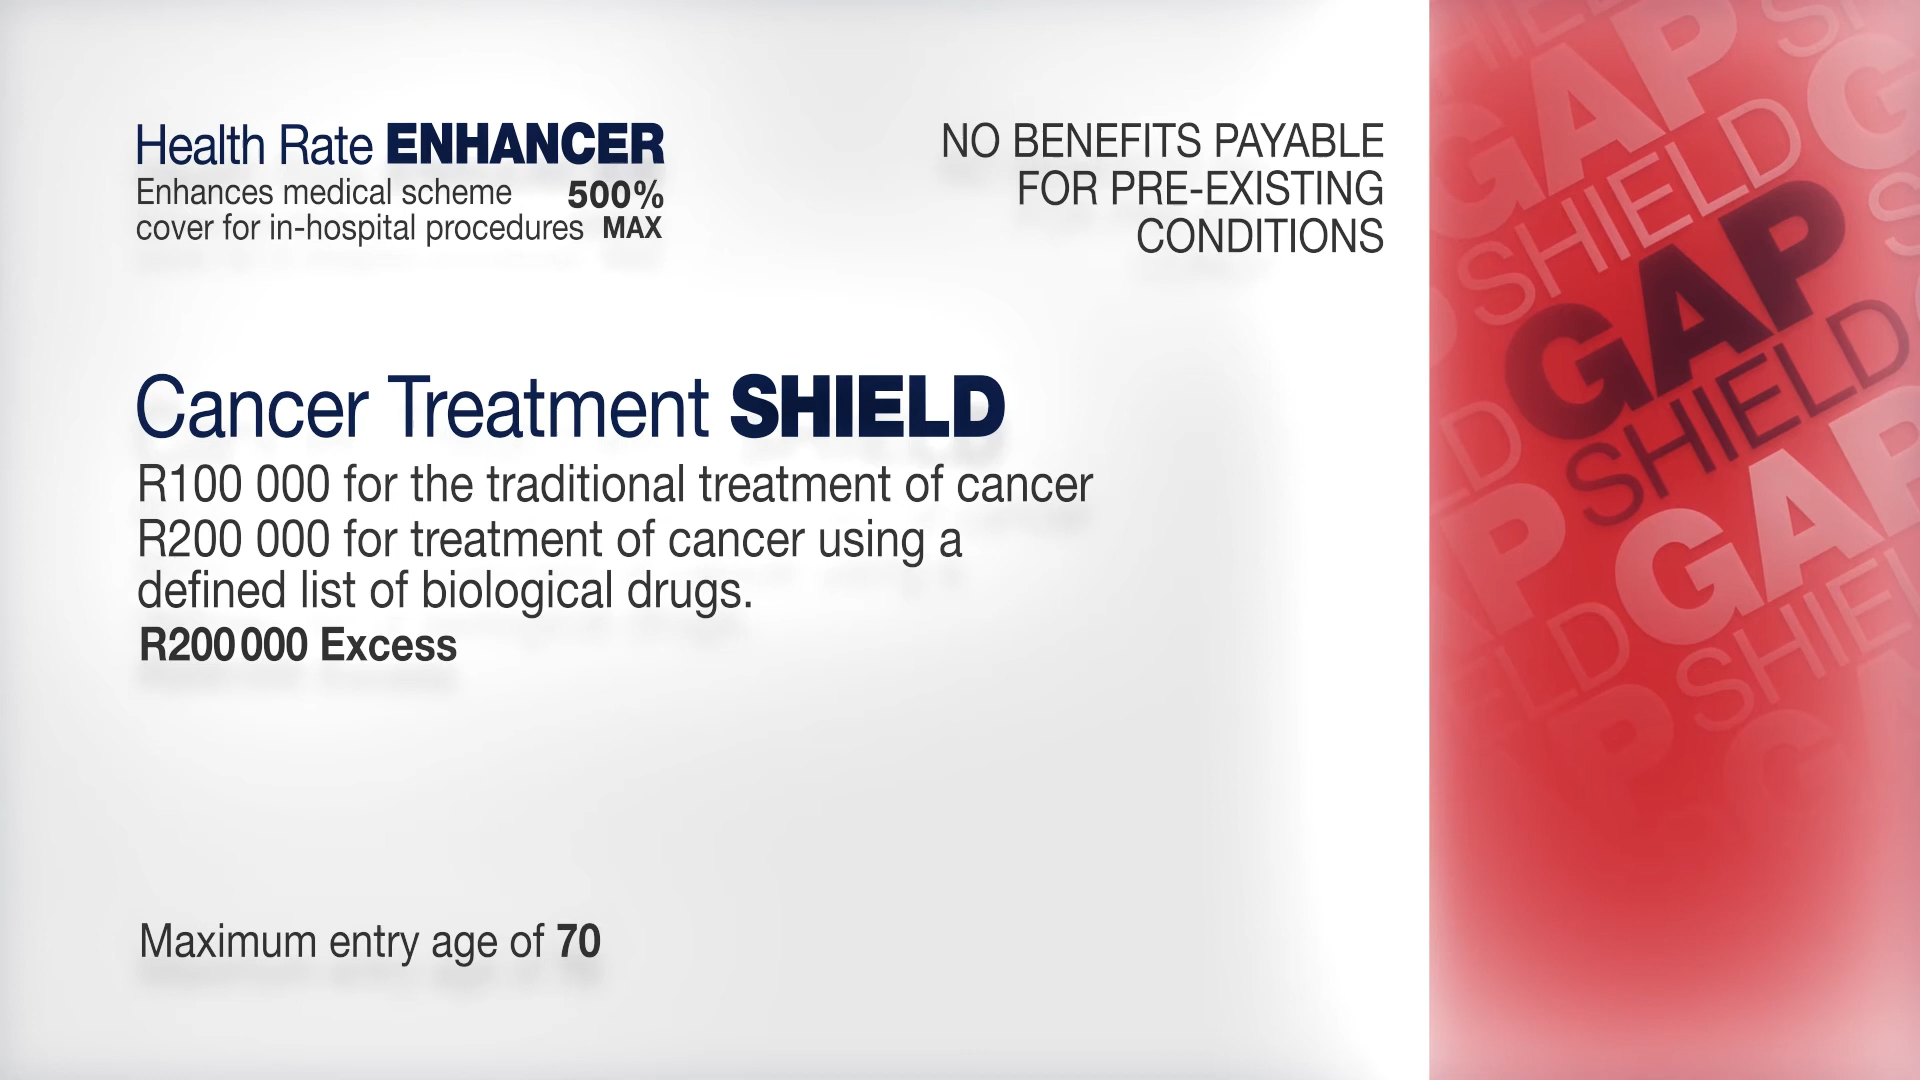 Health Rate ENHANCER
Enhances medical scheme 500%
cover for in-hospital procedures MAX
NO BENEFITS PAYABLE
FOR PRE-EXISTING
CONDITIONS
Cancer Treatment SHIELD
R100 000 for the traditional treatment of cancer
R200 000 for treatment of cancer using a
defined list of biological drugs.
R200 000 Excess
Maximum entry age of 70
SHIELD
GAP
SHIELD
GAP
SHIELD
GAP
SHIELD